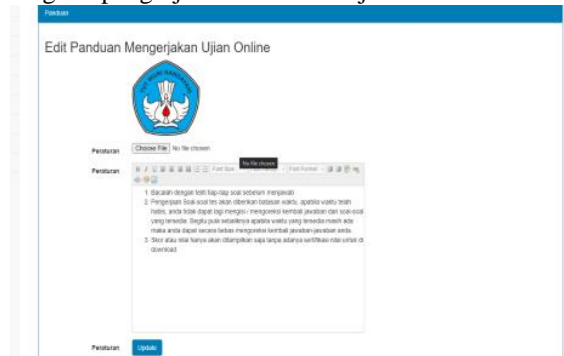 Panduan
Edit Panduan Mengerjakan Ujian Online
TUT WURI HANDAYANI
Peraturan Choose File No file chosen
No file chosen
Peraturan Font Size Font Format
1. Bacalah dengan teliti tiap-tiap soal sebelum menjawab
2. Pengerjaan Soal-soal tes akan diberikan batasan waktu, apabila waktu telah
habis, anda tidak dapat lagi mengisi / mengoreksi kembali jawaban dari soal-soal
yang tersedia. Begitu pula sebaliknya apabila waktu yang tersedia masih ada
maka anda dapat secara bebas mengoreksi kembali jawaban-jawaban anda.
3. Skor atau nilai hanya akan ditampilkan saja tanpa adanya sertifikasi nilai untuk di
download.
Peraturan Update